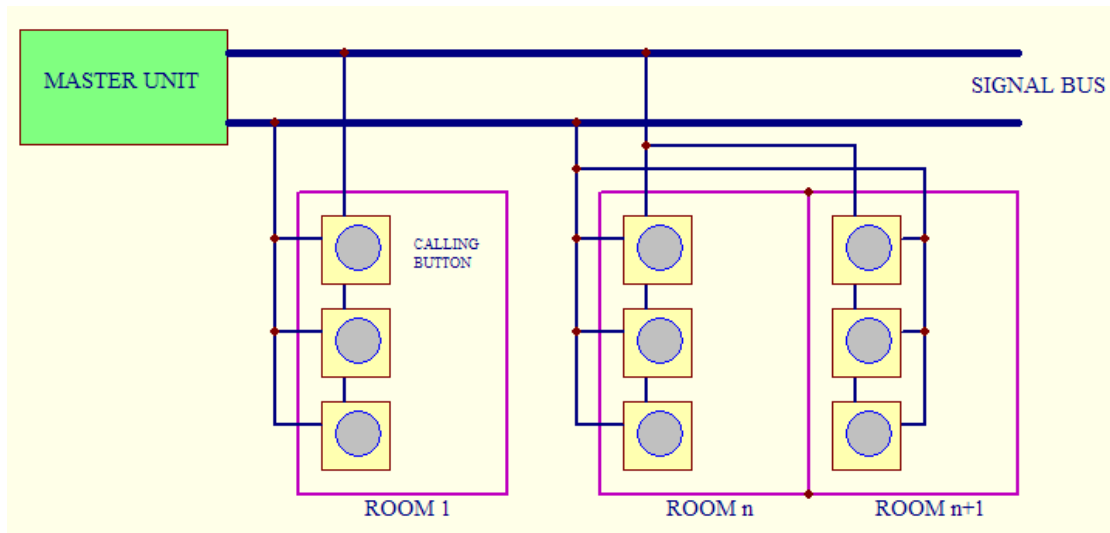 MASTER UNIT
SIGNAL BUS
CALLING
BUTTON
ROOM 1
ROOM n
ROOM n+1